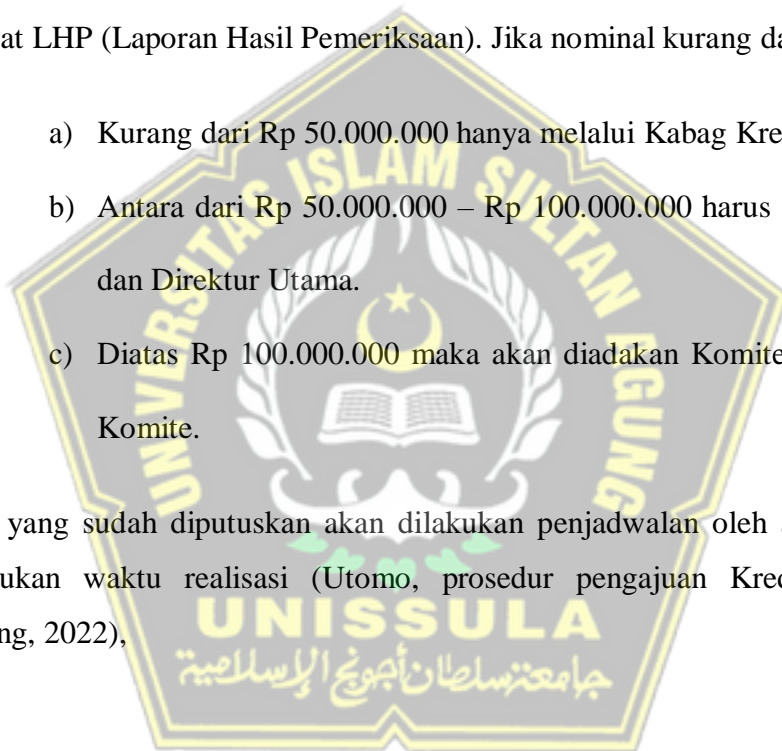 at LHP (Laporan Hasil Pemeriksaan). Jika nominal kurang da
a) Kurang dari Rp 50.000.000 hanya melalui Kabag Kre
b) Antara dari Rp 50.000.000 – Rp 100.000.000 harus
dan Direktur Utama.
c) Diatas Rp 100.000.000 maka akan diadakan Komite
Komite.
yang sudah diputuskan akan dilakukan penjadwalan oleh
ukan waktu realisasi (Utomo, prosedur pengajuan Kred
ng, 2022),
UNIVERSITAS ISLAM SULTAN AGUNG
UNISSULA
جامعة سلطان أجونج الإسلامية